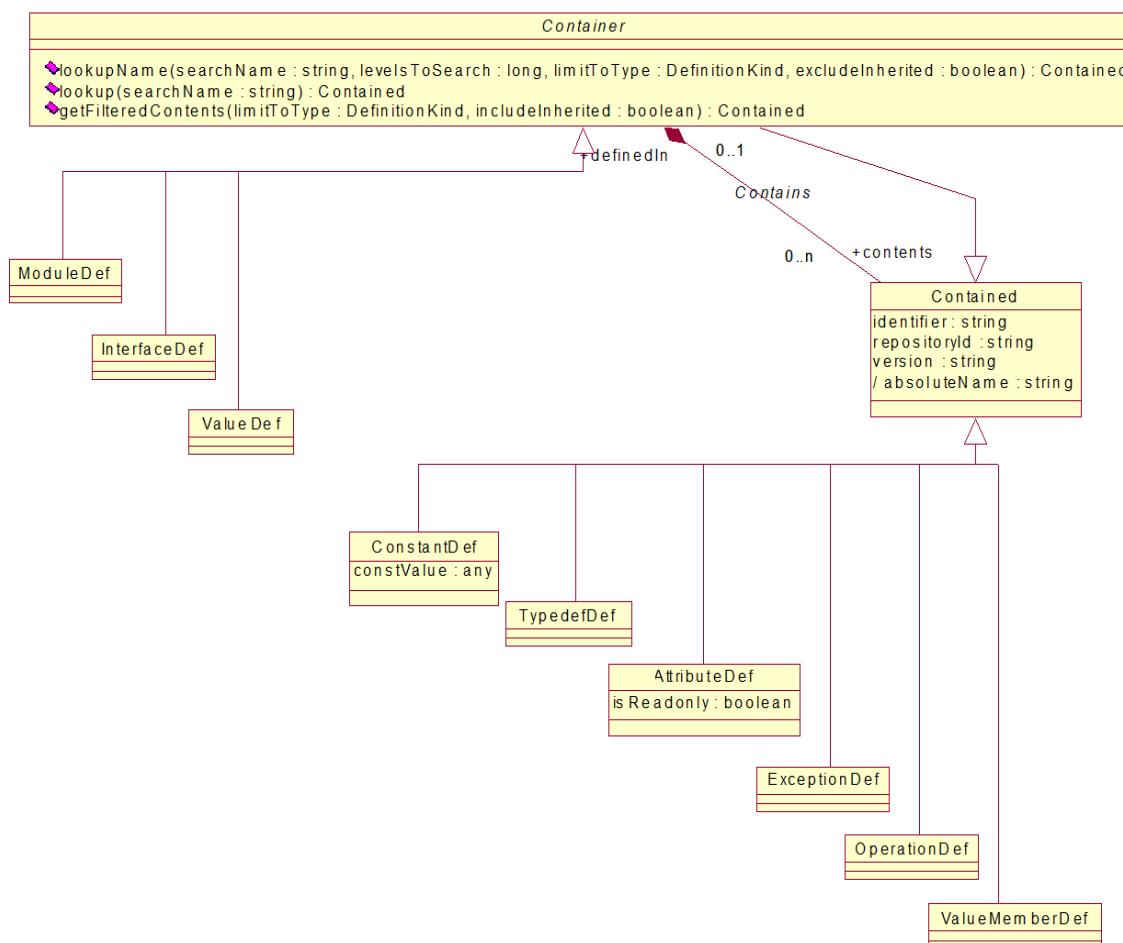 Container
lookupName(searchName : string, levelsToSearch : long, limitToType : DefinitionKind, excludeInherited : boolean) : Contained
lookup(searchName : string) : Contained
getFilteredContents(limitToType : DefinitionKind, includeInherited : boolean) : Contained
+definedIn
0..1
Contains
0..n
+contents
ModuleDef
InterfaceDef
ValueDef
Contained
identifier : string
repositoryId : string
version : string
/ absoluteName : string
ConstantDef
constValue : any
TypedefDef
AttributeDef
isReadonly : boolean
ExceptionDef
OperationDef
ValueMemberDef